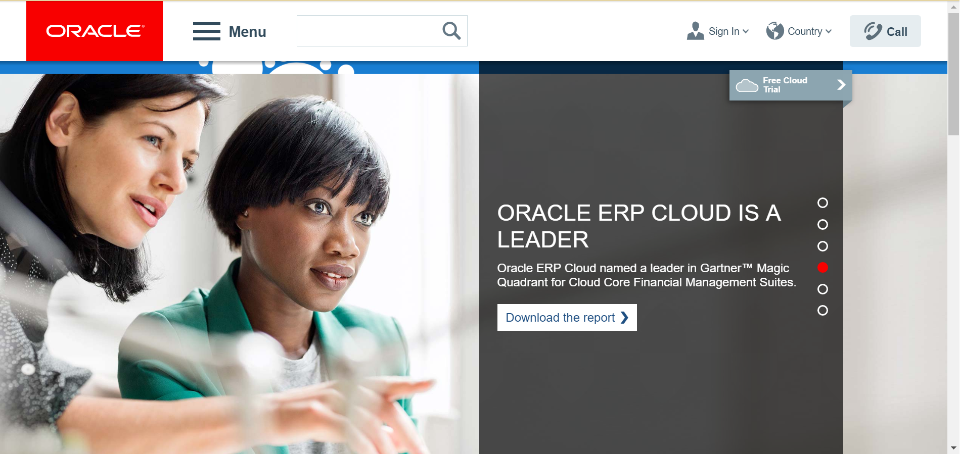 ORACLE®
Menu
Sign In
Country
Call
Free Cloud
Trial
ORACLE ERP CLOUD IS A
LEADER
Oracle ERP Cloud named a leader in Gartner™ Magic
Quadrant for Cloud Core Financial Management Suites.
Download the report